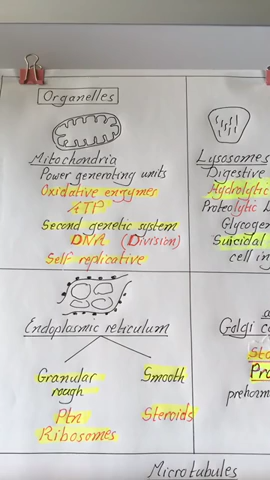 Organelles
Mitochondria
Power generating units
Oxidative enzymes
ATP
Second genetic system
DNA (Division)
Self replicative
Lysosomes
Digestive
Hydrolytic
Proteolytic
Glycogen
Suicidal
cell in
Endoplasmic reticulum
Granular
rough
Ptn
Ribosomes
Smooth
Steroids
Golgi
prehorm
Microtubules